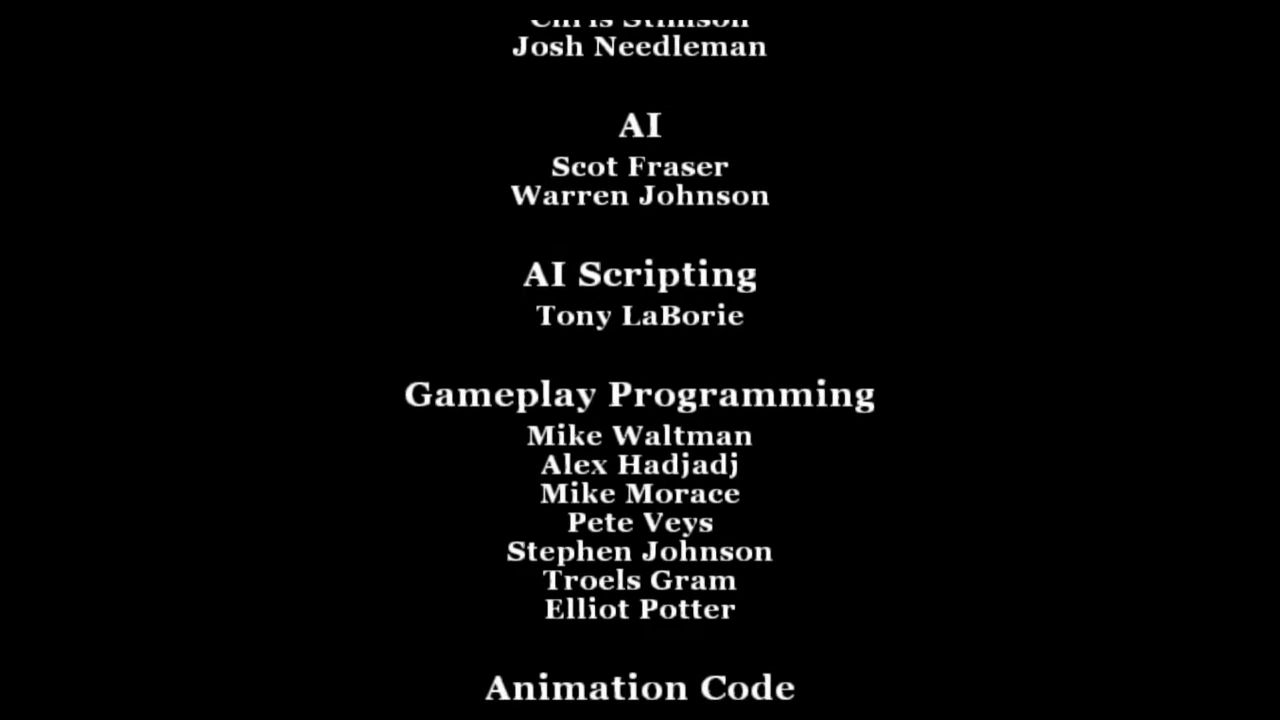 Josh Needleman
AI
Scot Fraser
Warren Johnson
AI Scripting
Tony LaBorie
Gameplay Programming
Mike Waltman
Alex Hadjadj
Mike Morace
Pete Veys
Stephen Johnson
Troels Gram
Elliot Potter
Animation Code